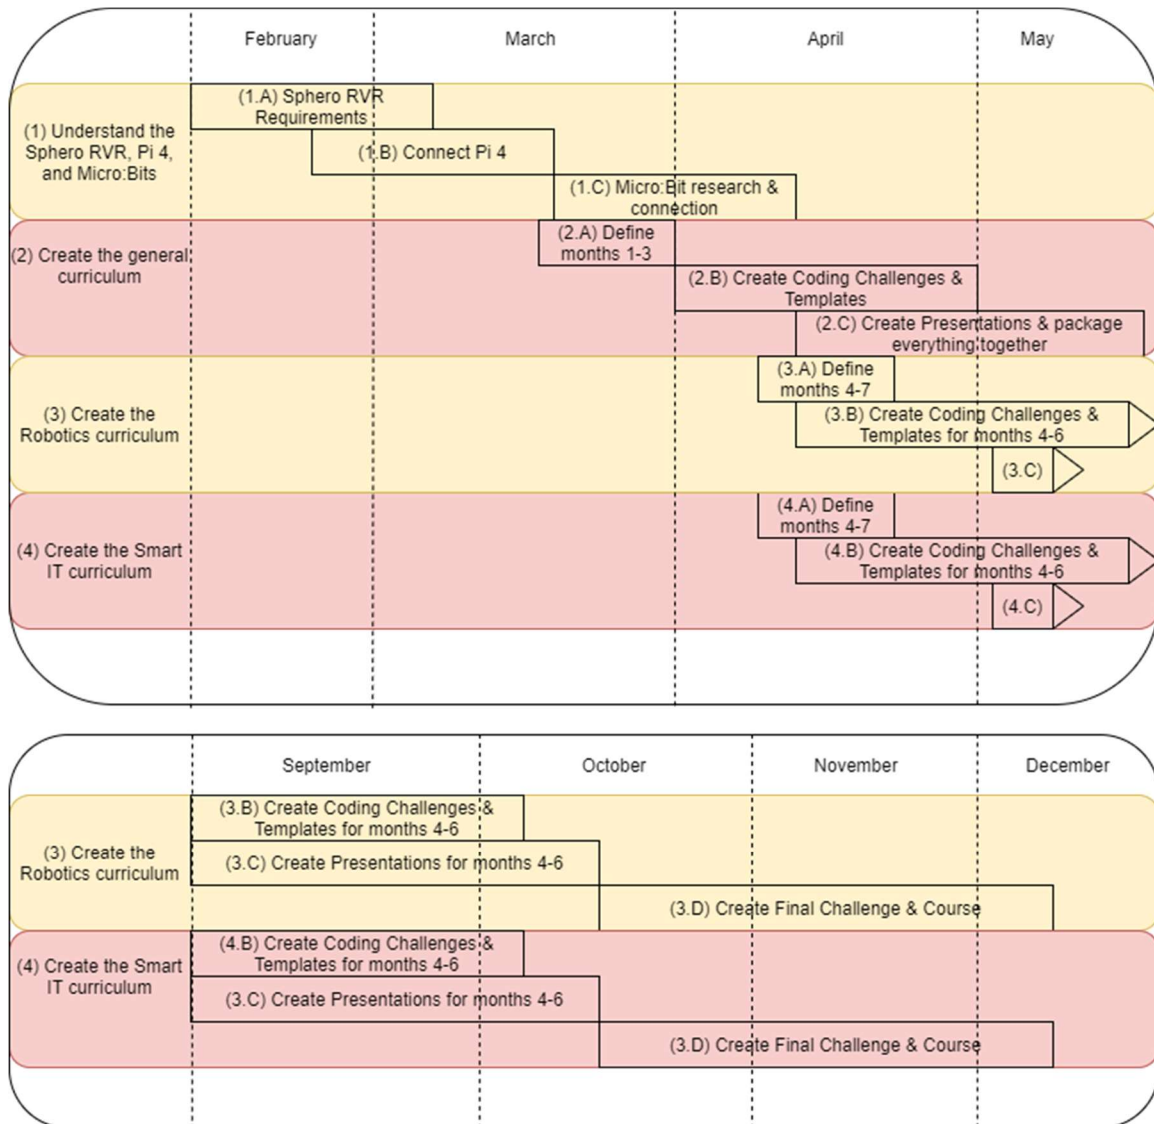 February
March
April
May
(1) Understand the
Sphero RVR, Pi 4,
and Micro:Bits
(1.A) Sphero RVR
Requirements
(1.B) Connect Pi 4
(1.C) Micro:Bit research &
connection
(2) Create the general
curriculum
(2.A) Define
months 1-3
(2.B) Create Coding Challenges &
Templates
(2.C) Create Presentations & package
everything together
(3) Create the
Robotics curriculum
(3.A) Define
months 4-7
(3.B) Create Coding Challenges &
Templates for months 4-6
(3.C)
(4) Create the Smart
IT curriculum
(4.A) Define
months 4-7
(4.B) Create Coding Challenges &
Templates for months 4-6
(4.C)
September
October
November
December
(3) Create the
Robotics curriculum
(3.B) Create Coding Challenges &
Templates for months 4-6
(3.C) Create Presentations for months 4-6
(3.D) Create Final Challenge & Course
(4) Create the Smart
IT curriculum
(4.B) Create Coding Challenges &
Templates for months 4-6
(3.C) Create Presentations for months 4-6
(3.D) Create Final Challenge & Course